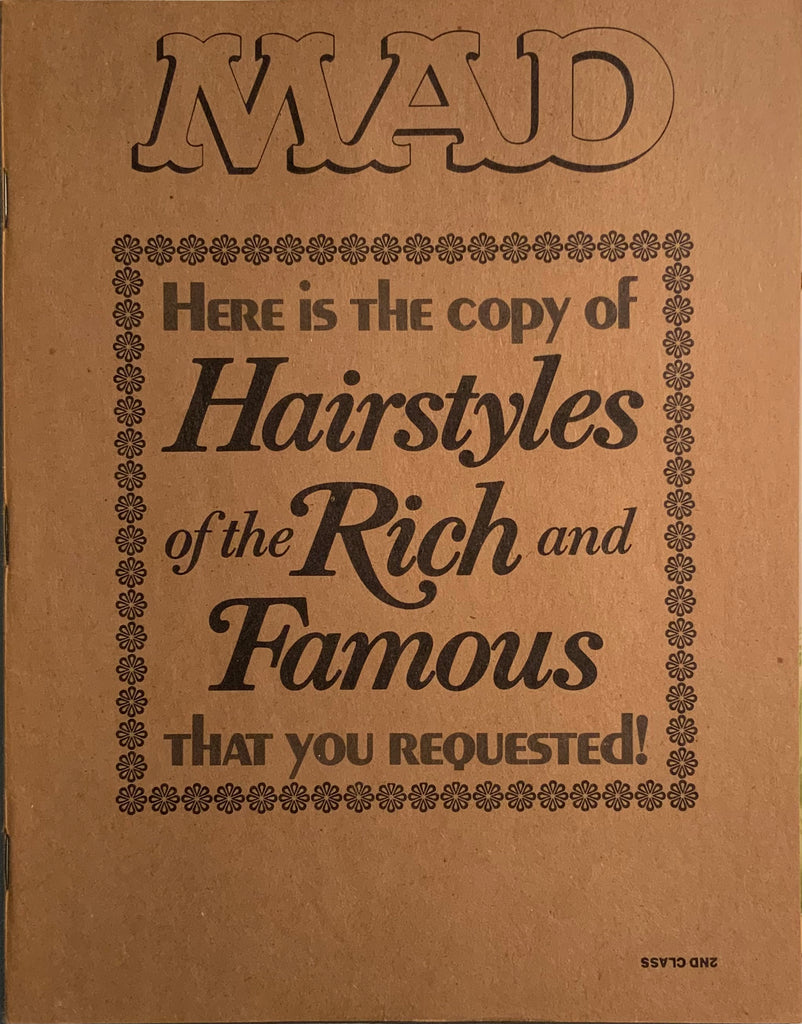 MAD
HERE iS THE COPY Of
Hairstyles
of the Rich and
Famous
THAT YOU REQUESTEd!
2ND CLASS